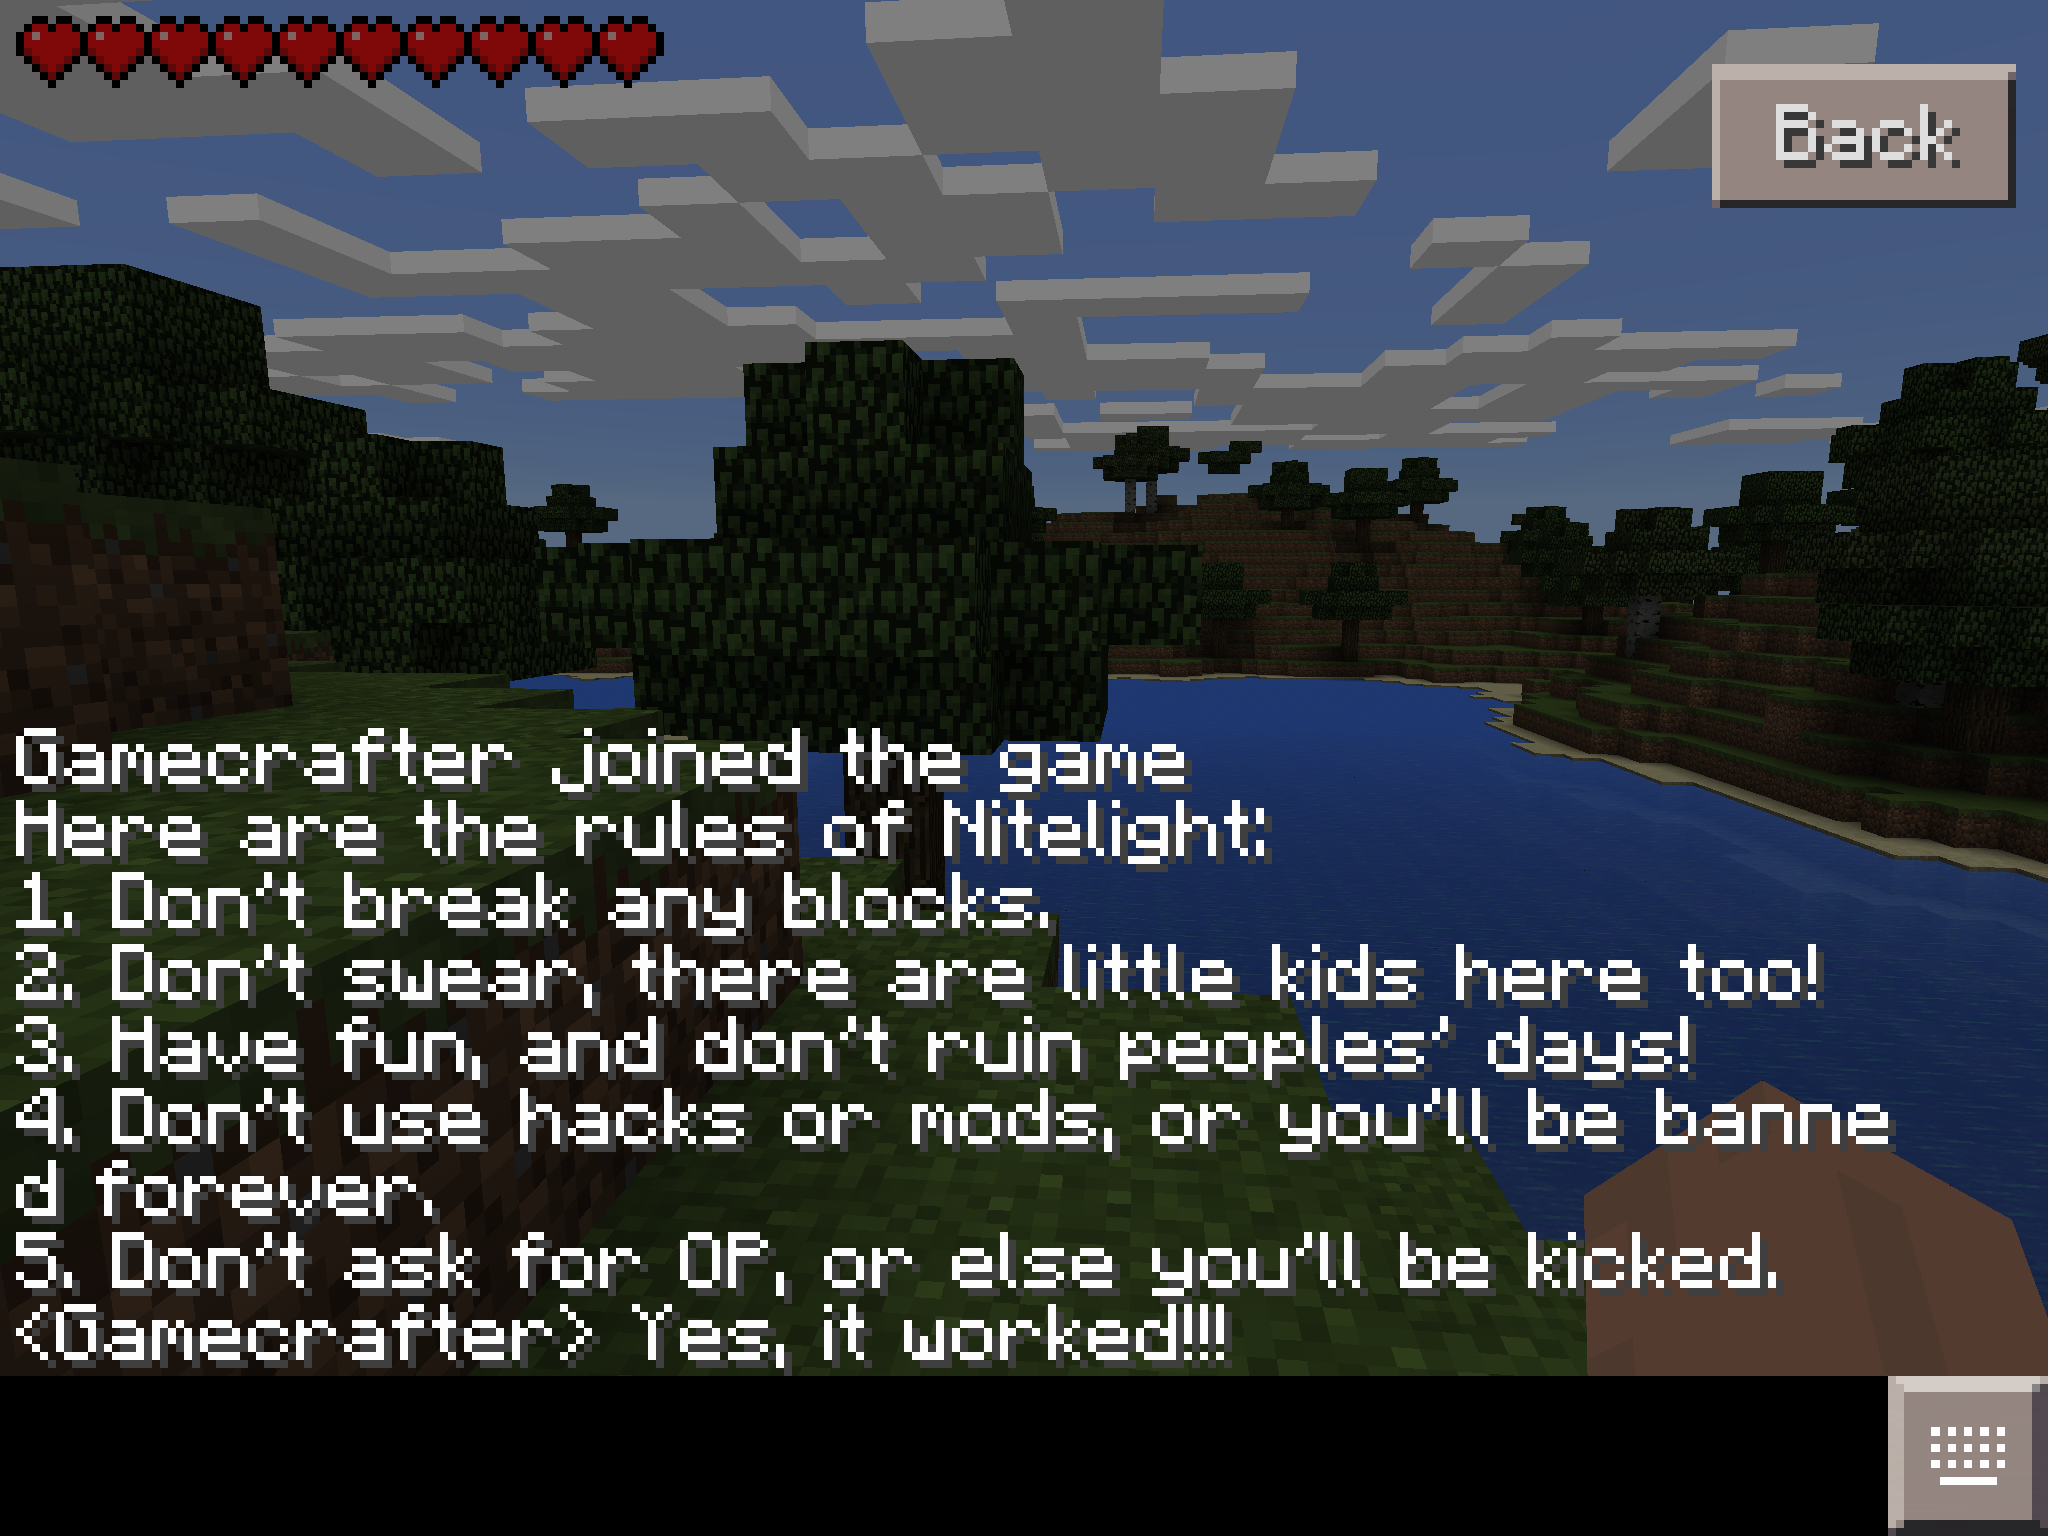 Back
Gamecrafter joined the game
Here are the rules of Nitelight:
1. Don't break any blocks.
2. Don't swear, there are little kids here too!
3. Have fun, and don't ruin peoples' days!
4. Don't use hacks or mods, or you'll be banne
d forever.
5. Don't ask for OP, or else you'll be kicked.
<Gamecrafter> Yes, it worked!!!